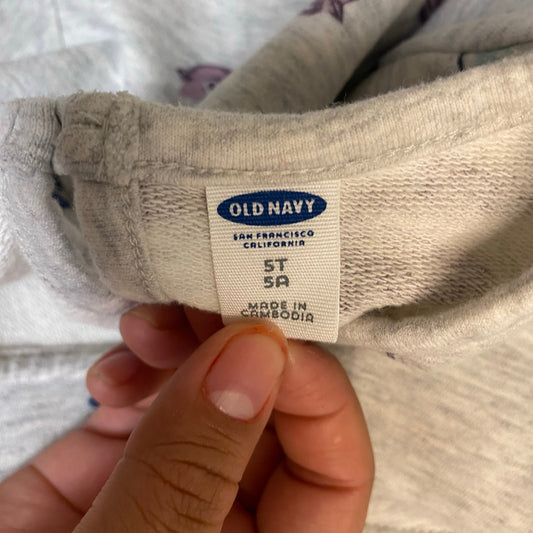 OLD NAVY
SAN FRANCISCO
CALIFORNIA
5T
5A
MADE IN
CAMBODIA